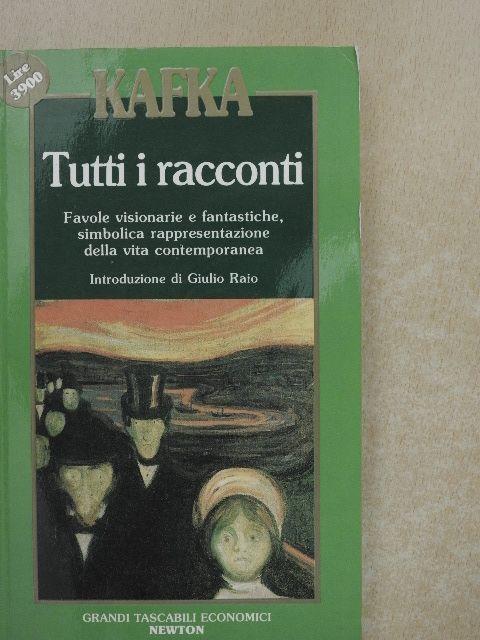 Lire
3900
KAFKA
Tutti i racconti
Favole visionarie e fantastiche,
simbolica rappresentazione
della vita contemporanea
Introduzione di Giulio Raio
GRANDI TASCABILI ECONOMICI
NEWTON